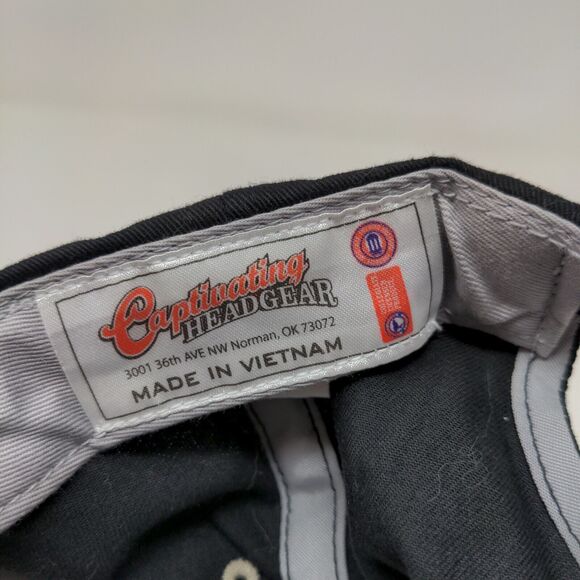 Captivating
HEADGEAR
3001 36th AVE NW Norman, OK 73072
MADE IN VIETNAM